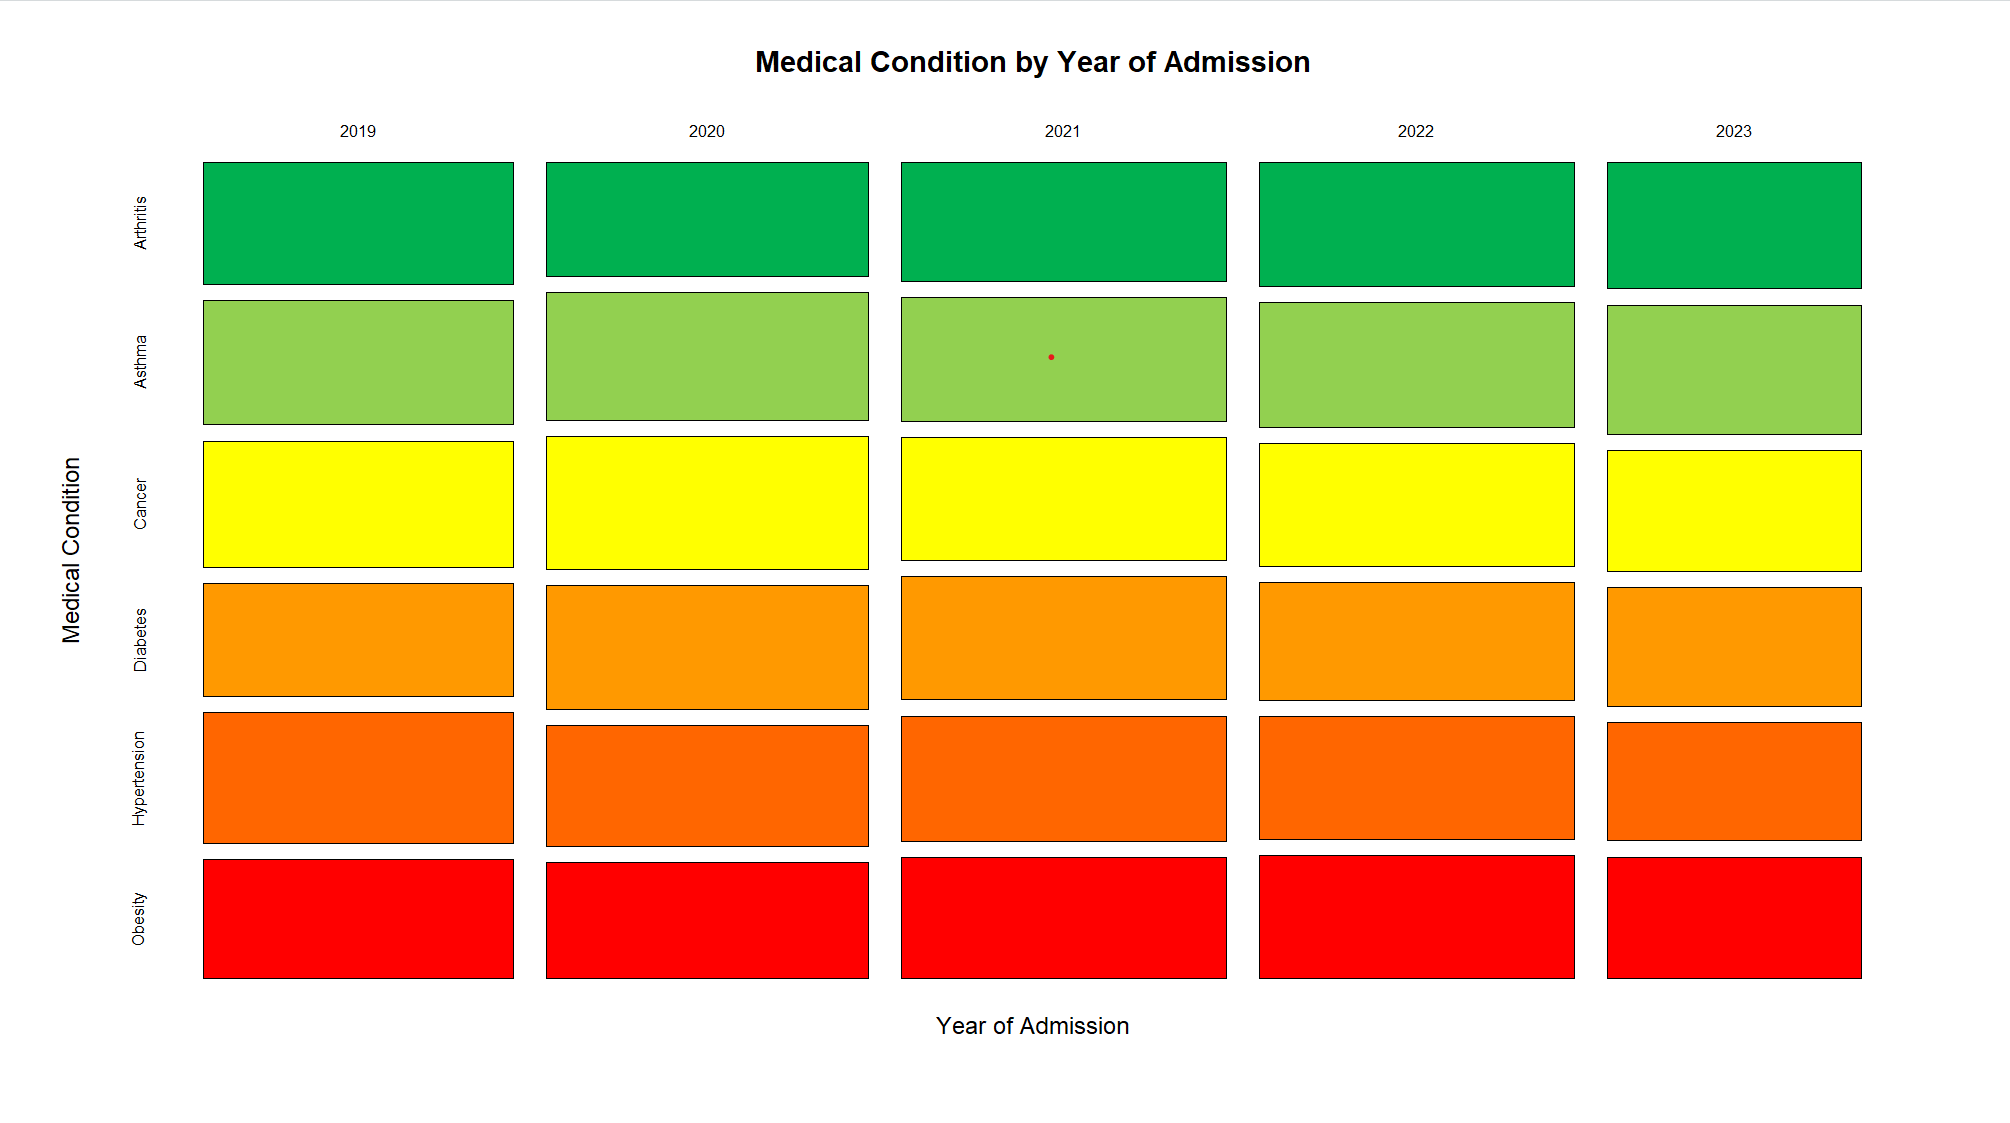 Medical Condition by Year of Admission
2019 2020 2021 2022 2023
Arthritis
Asthma
Cancer
Diabetes
Hypertension
Obesity
Medical Condition
Year of Admission